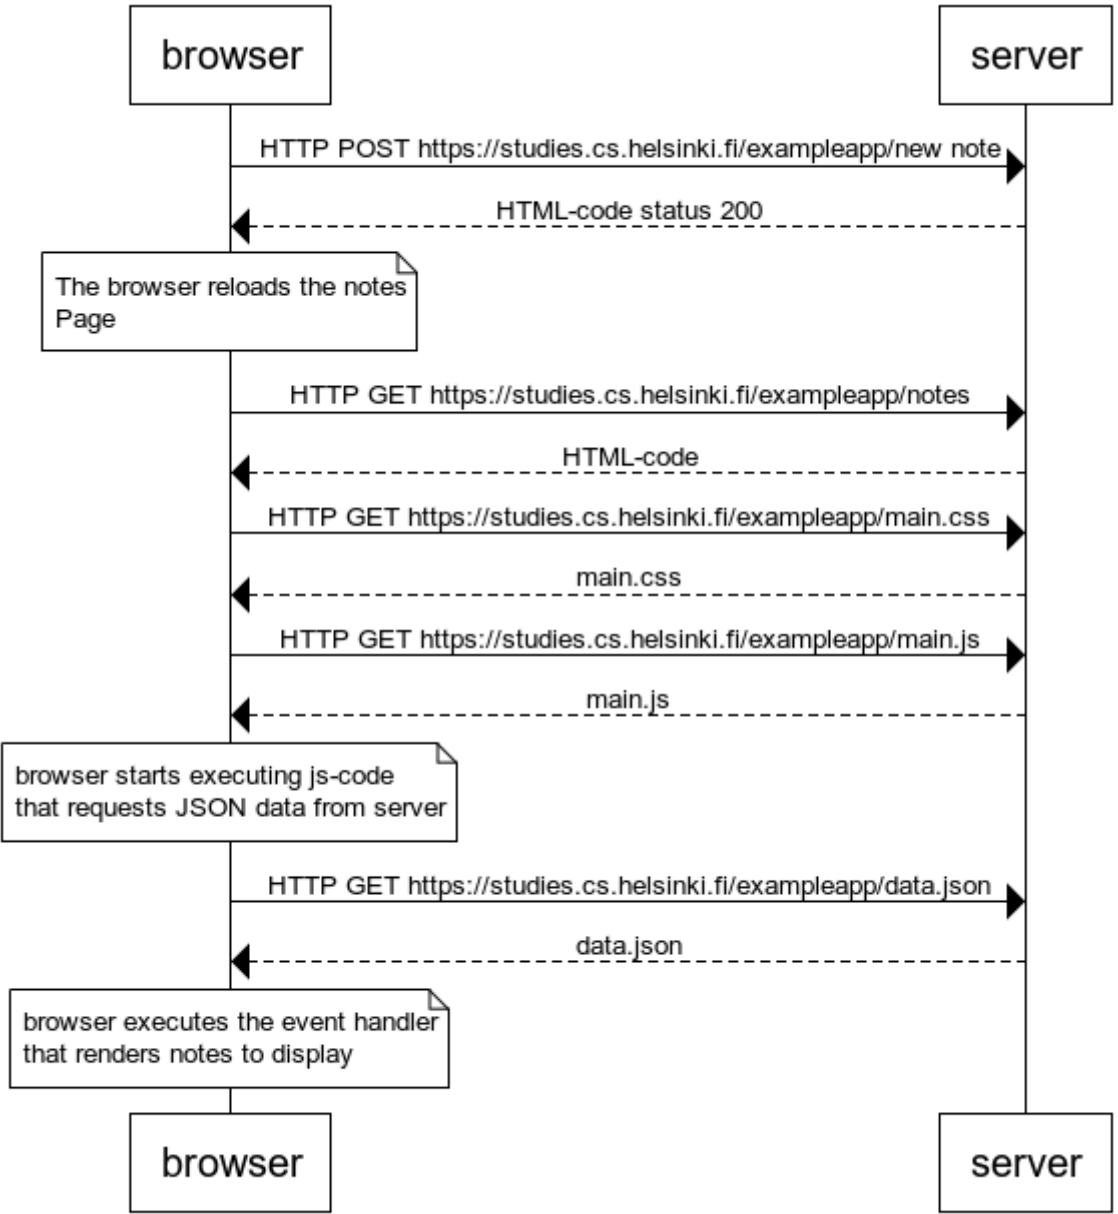 browser
server
HTTP POST https://studies.cs.helsinki.fi/exampleapp/new note
HTML-code status 200
The browser reloads the notes
Page
HTTP GET https://studies.cs.helsinki.fi/exampleapp/notes
HTML-code
HTTP GET https://studies.cs.helsinki.fi/exampleapp/main.css
main.css
HTTP GET https://studies.cs.helsinki.fi/exampleapp/main.js
main.js
browser starts executing js-code
that requests JSON data from server
HTTP GET https://studies.cs.helsinki.fi/exampleapp/data.json
data.json
browser executes the event handler
that renders notes to display
browser
server